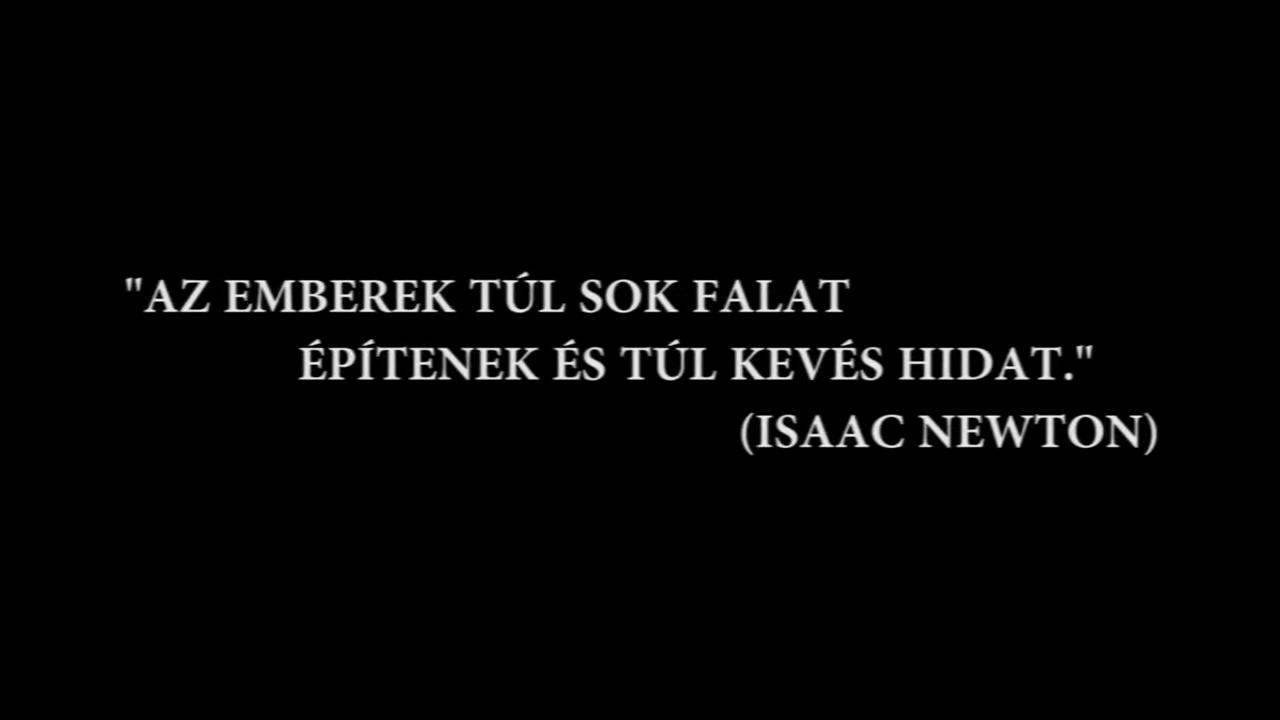 "AZ EMBEREK TÚL SOK FALAT
ÉPÍTENEK ÉS TÚL KEVÉS HIDAT."
(ISAAC NEWTON)